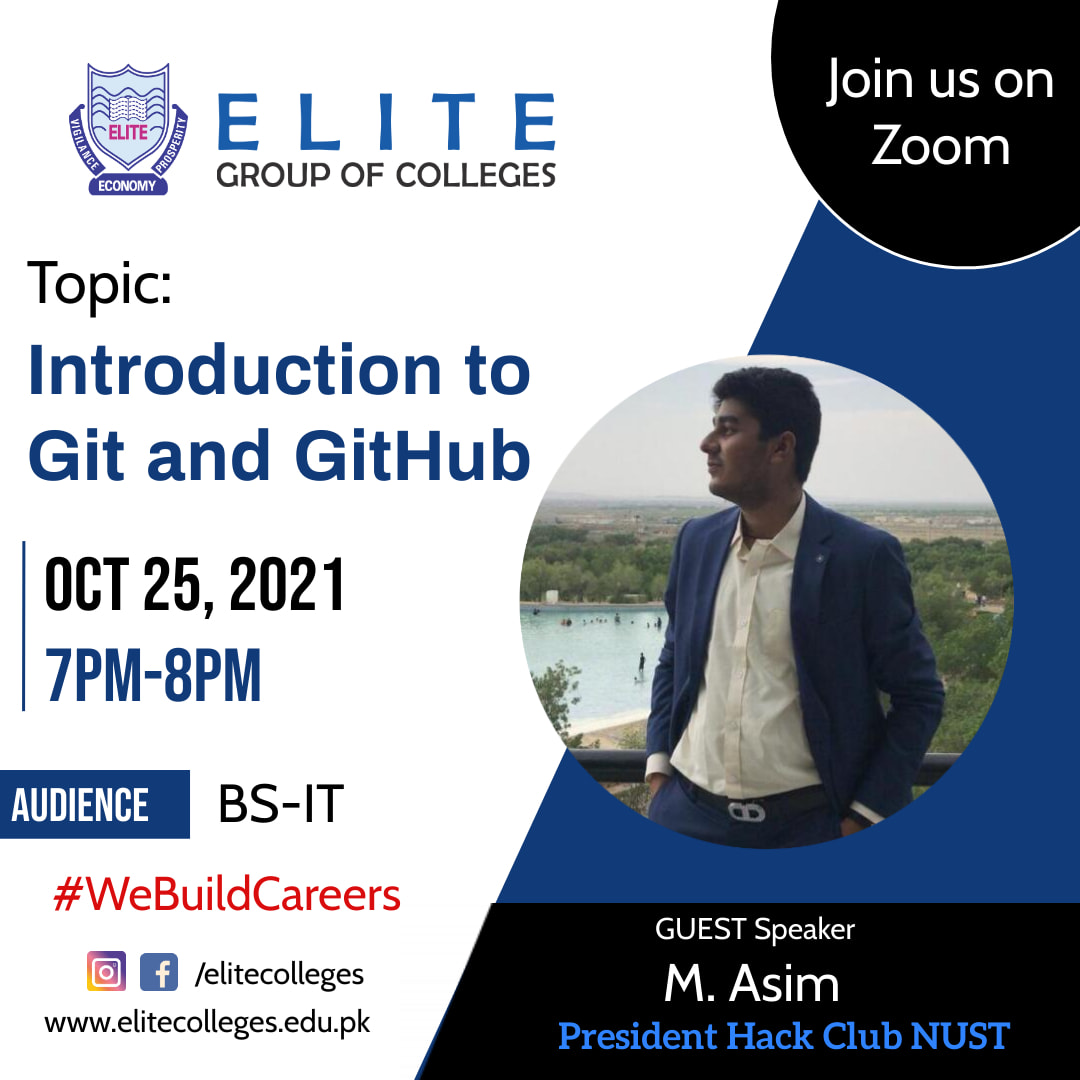 ELITE
VIGILANCE
ECONOMY
PROSPERITY
ELITE
GROUP OF COLLEGES
Join us on
Zoom
Topic:
Introduction to
Git and GitHub
OCT 25, 2021
7PM-8PM
AUDIENCE
BS-IT
#WeBuildCareers
/elitecolleges
www.elitecolleges.edu.pk
GUEST Speaker
M. Asim
President Hack Club NUST